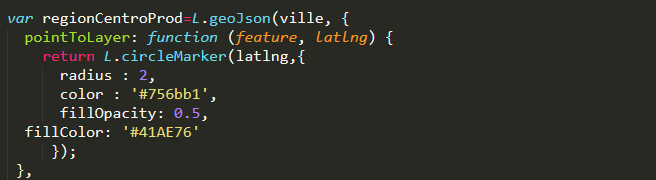 var regionCentroProd=L.geoJson(ville, {
pointToLayer: function (feature, latlng) {
return L.circleMarker(latlng,{
radius : 2,
color : '#756bb1',
fillOpacity: 0.5,
fillColor: '#41AE76'
});
},